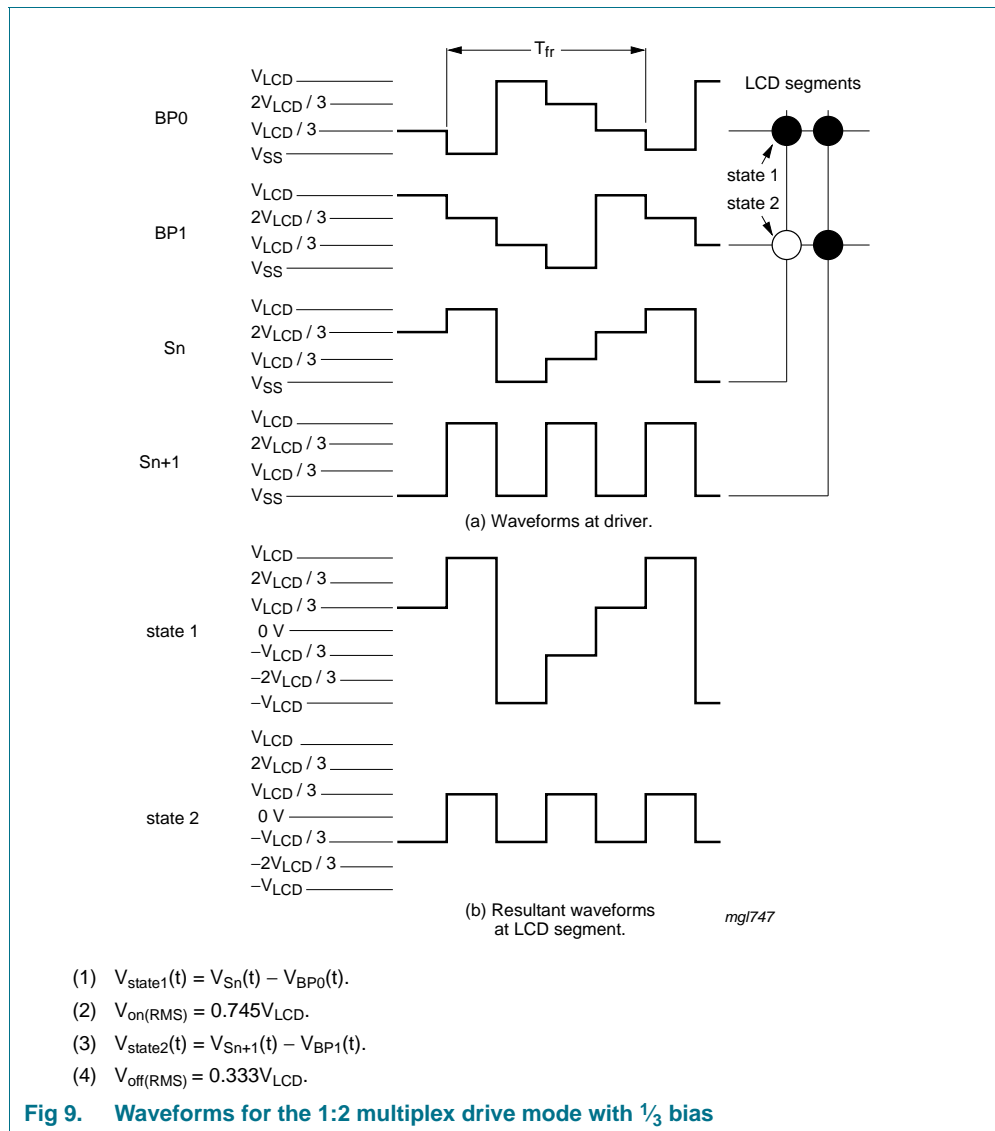 Tfr
VLCD
2VLCD / 3
VLCD / 3
VSS
BP0
LCD segments
state 1
state 2
VLCD
2VLCD / 3
VLCD / 3
VSS
BP1
VLCD
2VLCD / 3
VLCD / 3
VSS
Sn
VLCD
2VLCD / 3
VLCD / 3
VSS
Sn+1
(a) Waveforms at driver.
VLCD
2VLCD / 3
VLCD / 3
0 V
−VLCD / 3
−2VLCD / 3
−VLCD
state 1
VLCD
2VLCD / 3
VLCD / 3
0 V
−VLCD / 3
−2VLCD / 3
−VLCD
state 2
(b) Resultant waveforms
at LCD segment.
mgl747
(1) Vstate1(t) = VSn(t) − VBP0(t).
(2) Von(RMS) = 0.745VLCD.
(3) Vstate2(t) = VSn+1(t) − VBP1(t).
(4) Voff(RMS) = 0.333VLCD.
Fig 9. Waveforms for the 1:2 multiplex drive mode with 1⁄3 bias